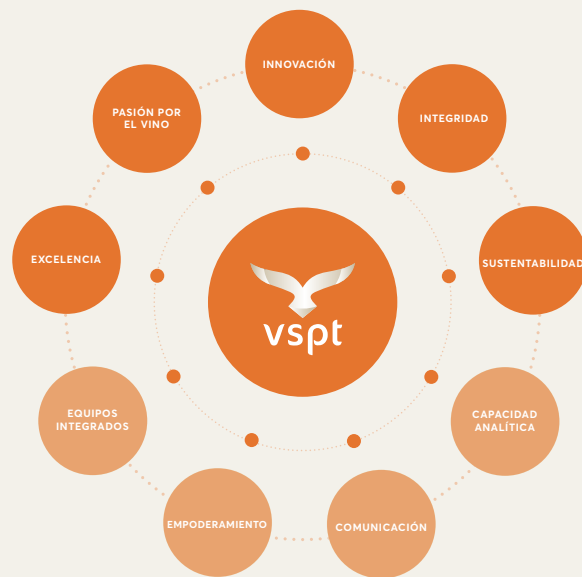 INNOVACIÓN
PASIÓN POR
EL VINO
INTEGRIDAD
EXCELENCIA
SUSTENTABILIDAD
vspt
EQUIPOS
INTEGRADOS
CAPACIDAD
ANALÍTICA
EMPODERAMIENTO
COMUNICACIÓN